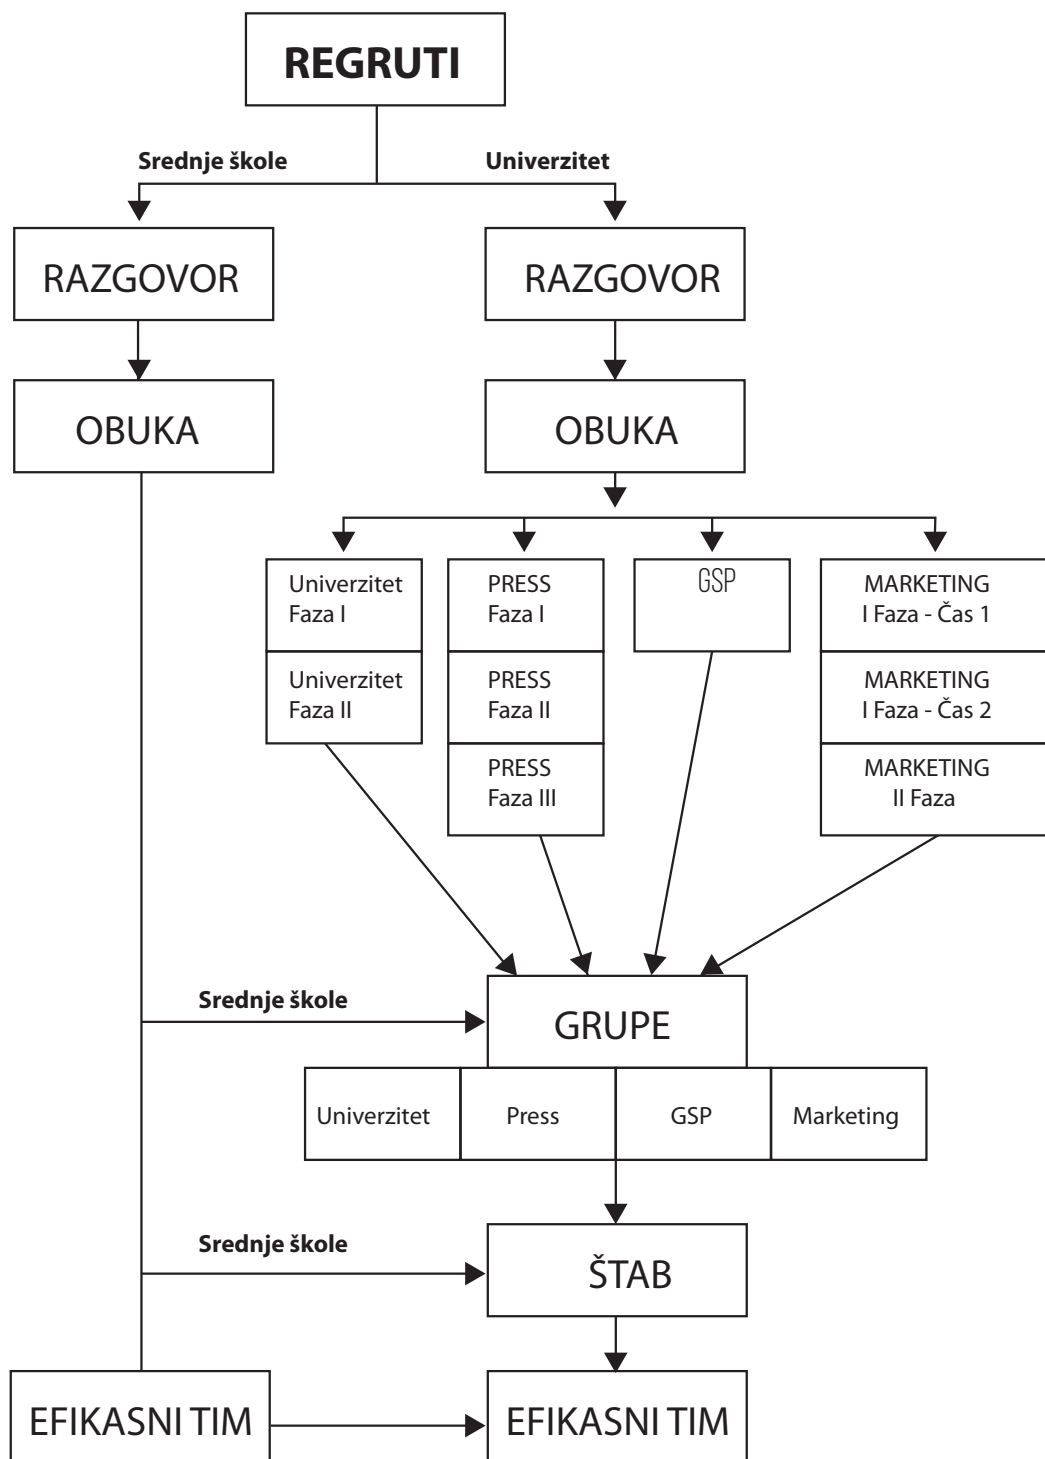 REGRUTI
Srednje škole
Univerzitet
RAZGOVOR
RAZGOVOR
OBUKA
OBUKA
Univerzitet
Faza I
PRESS
Faza I
GSP
MARKETING
I Faza - Čas 1
Univerzitet
Faza II
PRESS
Faza II
MARKETING
I Faza - Čas 2
PRESS
Faza III
MARKETING
II Faza
Srednje škole
GRUPE
Univerzitet
Press
GSP
Marketing
Srednje škole
ŠTAB
EFIKASNI TIM
EFIKASNI TIM